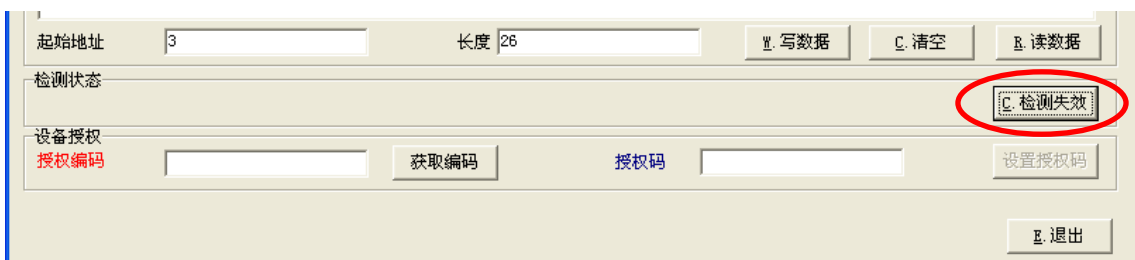 起始地址 3 长度 26 W.写数据 C.清空 R.读数据
检测状态
C.检测失效
设备授权
授权编码 获取编码 授权码 设置授权码
E.退出